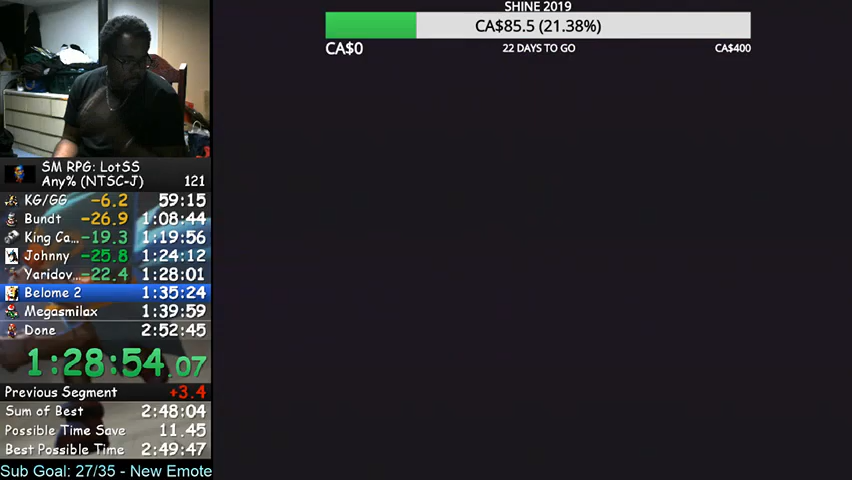 SHINE 2019
CA$85.5 (21.38%)
CA$0 22 DAYS TO GO CA$400
SM RPG: LotSS
Any% (NTSC-J) 121
KG/GG -6.2 59:15
Bundt -26.9 1:08:44
King Ca... -19.3 1:19:56
Johnny -25.8 1:24:12
Yaridov... -22.4 1:28:01
Belome 2 1:35:24
Megasmilax 1:39:59
Done 2:52:45
1:28:54.07
Previous Segment +3.4
Sum of Best 2:48:04
Possible Time Save 11.45
Best Possible Time 2:49:47
Sub Goal: 27/35 - New Emote